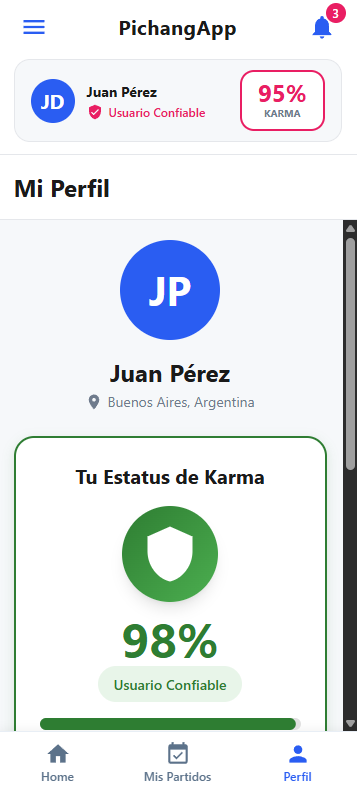 PichangApp
3
JD
Juan Pérez
Usuario Confiable
95%
KARMA
Mi Perfil
JP
Juan Pérez
Buenos Aires, Argentina
Tu Estatus de Karma
98%
Usuario Confiable
Home
Mis Partidos
Perfil